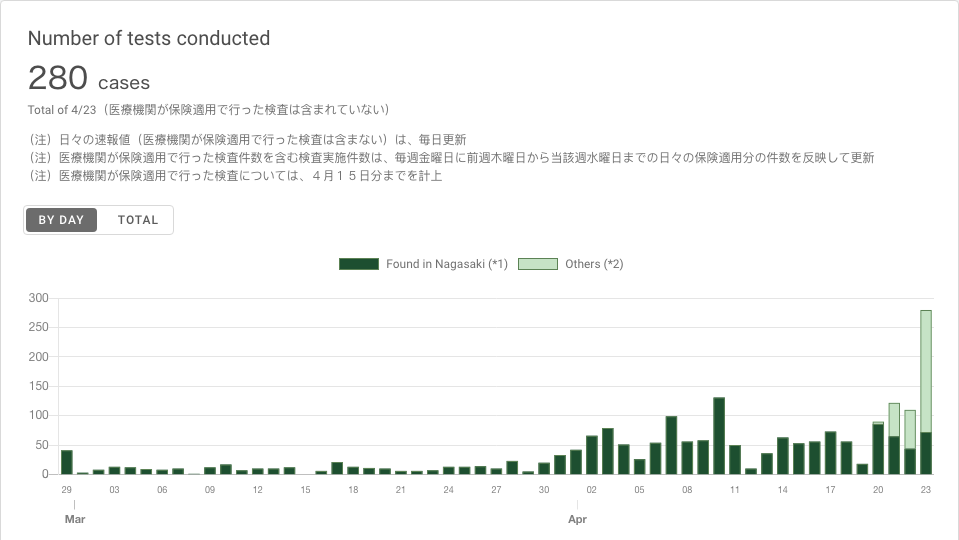 Number of tests conducted
280 cases
Total of 4/23（医療機関が保険適用で行った検査は含まれていない）
（注）日々の速報値（医療機関が保険適用で行った検査は含まない）は、毎日更新
（注）医療機関が保険適用で行った検査件数を含む検査実施件数は、毎週金曜日に前週木曜日から当該週水曜日までの日々の保険適用分の件数を反映して更新
（注）医療機関が保険適用で行った検査については、４月１５日分までを計上
BY DAY TOTAL
Found in Nagasaki (*1) Others (*2)
300
250
200
150
100
50
0
29 03 06 09 12 15 18 21 24 27 30 02 05 08 11 14 17 20 23
Mar Apr